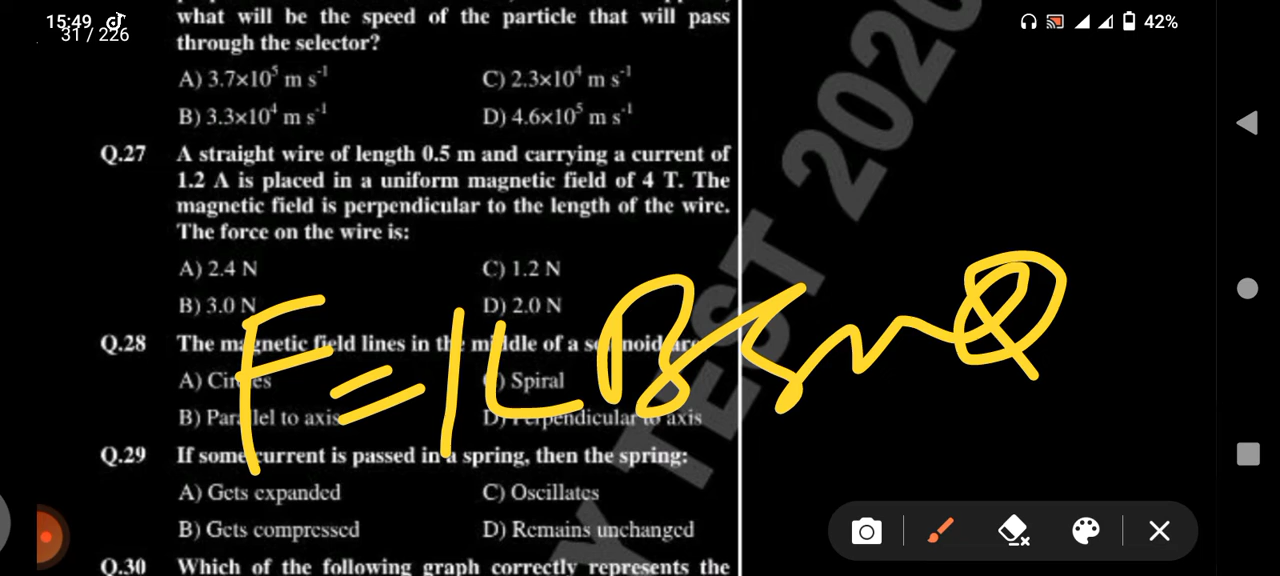 15:49
31 / 226
42%
what will be the speed of the particle that will pass
through the selector?
A) 3.7×10⁵ m s⁻¹ C) 2.3×10⁴ m s⁻¹
B) 3.3×10⁴ m s⁻¹ D) 4.6×10⁵ m s⁻¹
Q.27 A straight wire of length 0.5 m and carrying a current of
1.2 A is placed in a uniform magnetic field of 4 T. The
magnetic field is perpendicular to the length of the wire.
The force on the wire is:
A) 2.4 N C) 1.2 N
B) 3.0 N D) 2.0 N
F = ILB sin
Q.28 The magnetic field lines in the middle of a solenoid are
A) Circles C) Spiral
B) Parallel to axis D) Perpendicular to axis
Q.29 If some current is passed in a spring, then the spring:
A) Gets expanded C) Oscillates
B) Gets compressed D) Remains unchanged
Q.30 Which of the following graph correctly represents the
TEST 2020